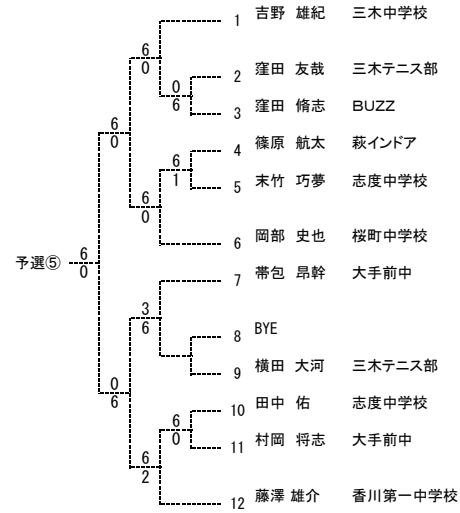 1 吉野 雄紀 三木中学校
6
0
2 窪田 友哉 三木テニス部
0
6
3 窪田 脩志 BUZZ
6
0
4 篠原 航太 萩インドア
6
1
5 末竹 巧夢 志度中学校
6
0
6 岡部 史也 桜町中学校
予選⑤
6
0
7 帯包 昂幹 大手前中
3
6
8 BYE
9 横田 大河 三木テニス部
0
6
10 田中 佑 志度中学校
6
0
11 村岡 将志 大手前中
6
2
12 藤澤 雄介 香川第一中学校